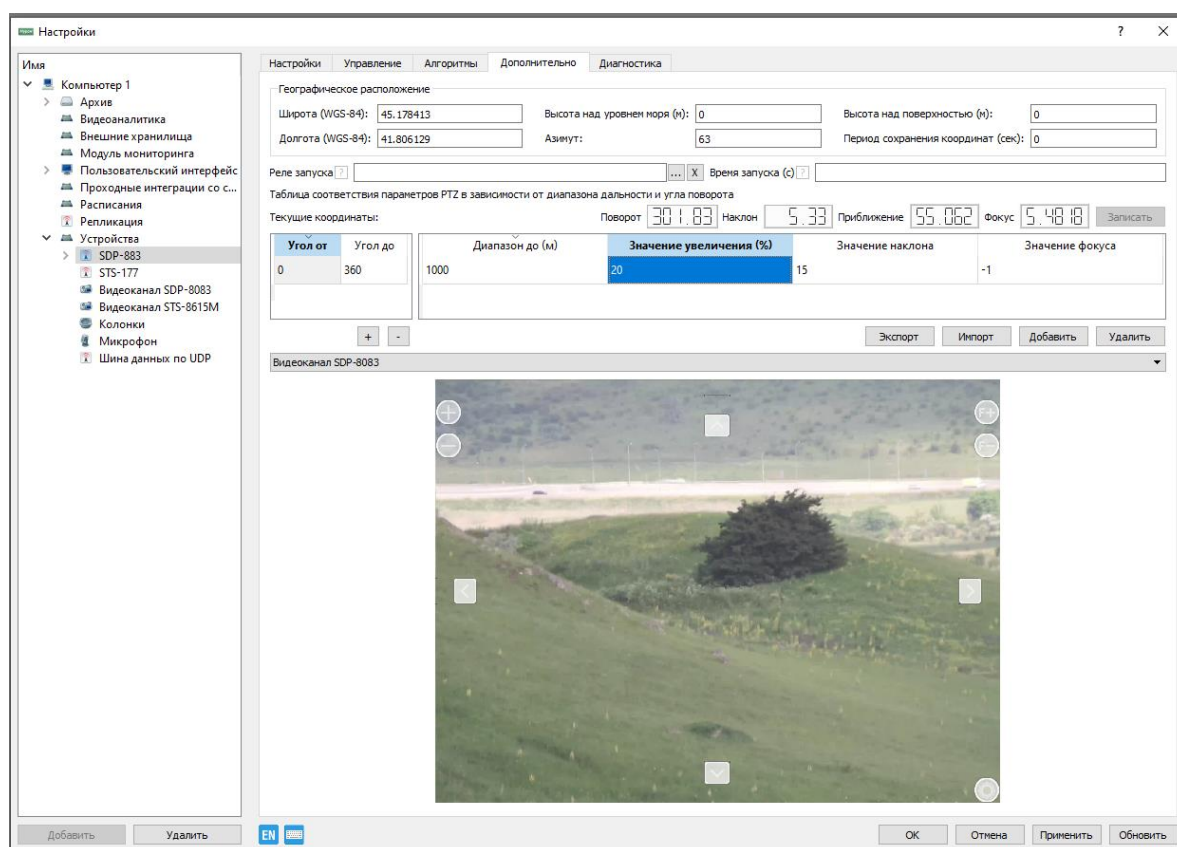 Настройки
? X
Имя
Компьютер 1
Архив
Видеоаналитика
Внешние хранилища
Модуль мониторинга
Пользовательский интерфейс
Проходные интеграции со с...
Расписания
Репликация
Устройства
SDP-883
STS-177
Видеоканал SDP-8083
Видеоканал STS-8615M
Колонки
Микрофон
Шина данных по UDP
Добавить Удалить
Настройки Управление Алгоритмы Дополнительно Диагностика
Географическое расположение
Широта (WGS-84): 45.178413 Высота над уровнем моря (м): 0 Высота над поверхностью (м): 0
Долгота (WGS-84): 41.806129 Азимут: 63 Период сохранения координат (сек): 0
Реле запуска ? ... X Время запуска (с) ?
Таблица соответствия параметров PTZ в зависимости от диапазона дальности и угла поворота
Текущие координаты: Поворот 301.83 Наклон 5.33 Приближение 55.062 Фокус 5.4818 Записать
Угол от Угол до Диапазон до (м) Значение увеличения (%) Значение наклона Значение фокуса
0 360 1000 20 15 -1
+ - Экспорт Импорт Добавить Удалить
Видеоканал SDP-8083
F+
F-
EN OK Отмена Применить Обновить